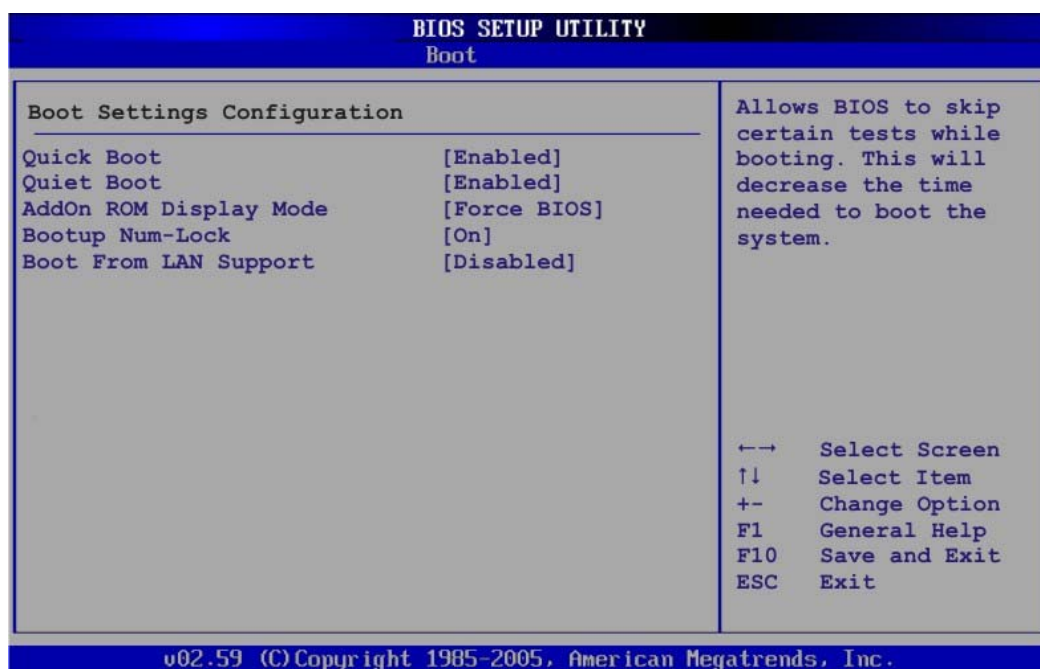 BIOS SETUP UTILITY
Boot
Boot Settings Configuration
Quick Boot [Enabled]
Quiet Boot [Enabled]
AddOn ROM Display Mode [Force BIOS]
Bootup Num-Lock [On]
Boot From LAN Support [Disabled]
Allows BIOS to skip
certain tests while
booting. This will
decrease the time
needed to boot the
system.
←→ Select Screen
↑↓ Select Item
+- Change Option
F1 General Help
F10 Save and Exit
ESC Exit
v02.59 (C)Copyright 1985-2005, American Megatrends, Inc.